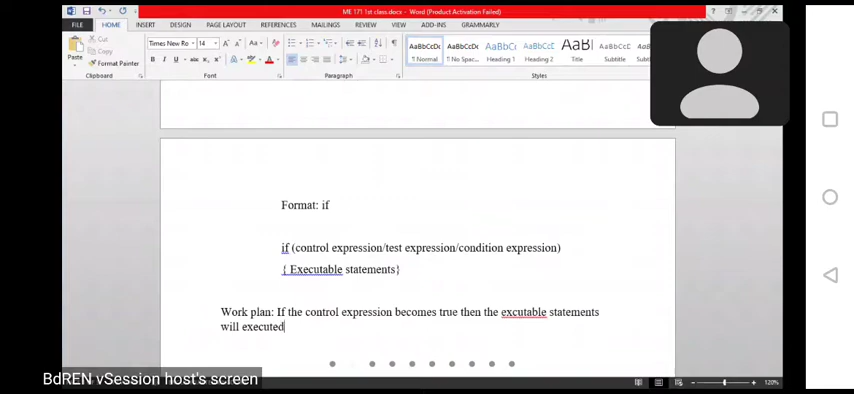 ME 171 1st class.docx - Word (Product Activation Failed)
FILE HOME INSERT DESIGN PAGE LAYOUT REFERENCES MAILINGS REVIEW VIEW ADD-INS GRAMMARLY
Cut
Copy
Format Painter
Paste
Times New Ro 14
AaBbCcDc AaBbCcDc AaBbC AaBbCcC AaBl AaBbCcD
¶ Normal ¶ No Spac... Heading 1 Heading 2 Title Subtitle
Clipboard Font Paragraph Styles
Format: if
if (control expression/test expression/condition expression)
{ Executable statements}
Work plan: If the control expression becomes true then the excutable statements
will executed
BdREN vSession host's screen
120%